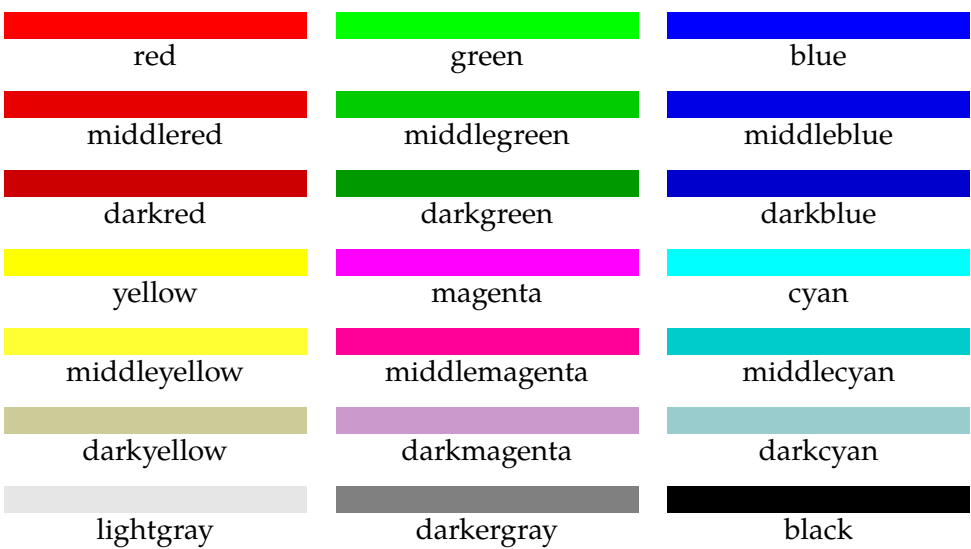 red green blue
middlered middlegreen middleblue
darkred darkgreen darkblue
yellow magenta cyan
middleyellow middlemagenta middlecyan
darkyellow darkmagenta darkcyan
lightgray darkergray black